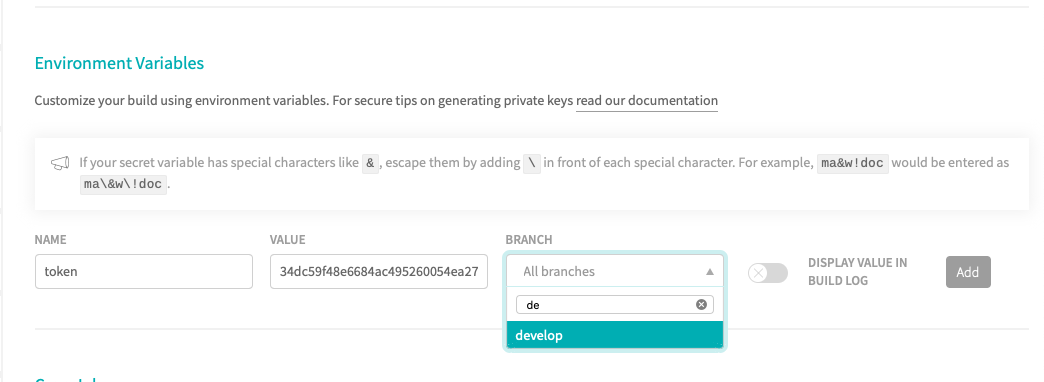 Environment Variables
Customize your build using environment variables. For secure tips on generating private keys read our documentation
If your secret variable has special characters like & , escape them by adding \ in front of each special character. For example, ma&w!doc would be entered as
ma\&w\!doc .
NAME VALUE BRANCH
token 34dc59f48e6684ac495260054ea27 All branches DISPLAY VALUE IN
BUILD LOG Add
de
develop